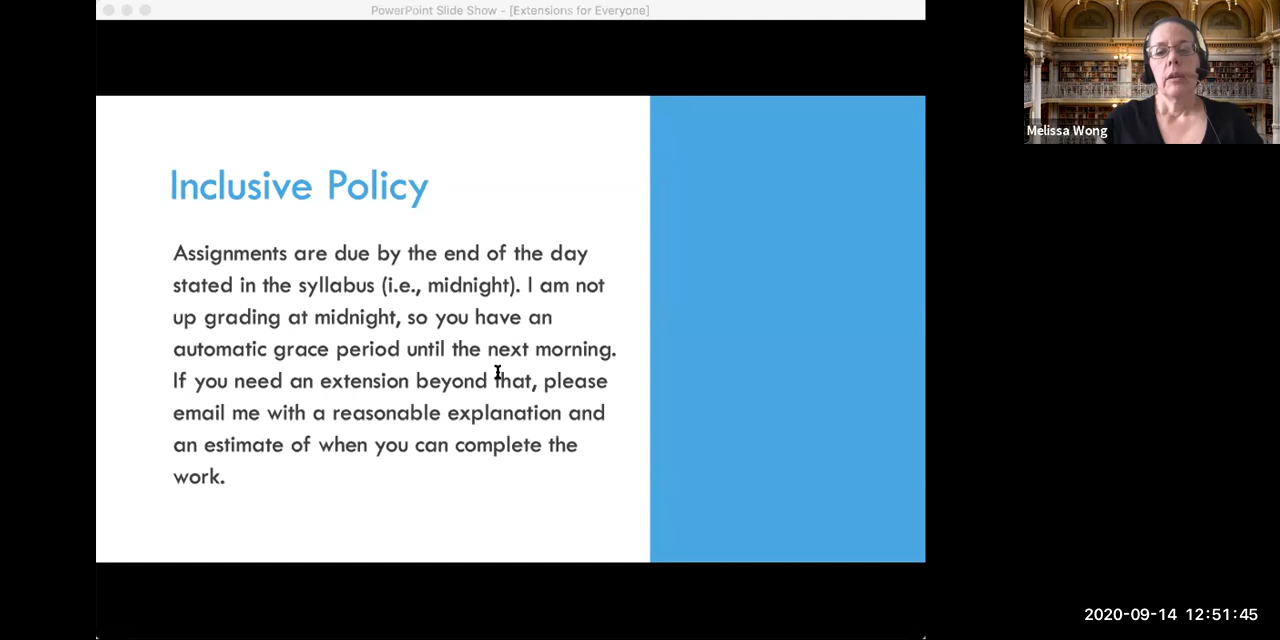 PowerPoint Slide Show - [Extensions for Everyone]
Inclusive Policy
Assignments are due by the end of the day
stated in the syllabus (i.e., midnight). I am not
up grading at midnight, so you have an
automatic grace period until the next morning.
If you need an extension beyond that, please
email me with a reasonable explanation and
an estimate of when you can complete the
work.
Melissa Wong
2020-09-14 12:51:45